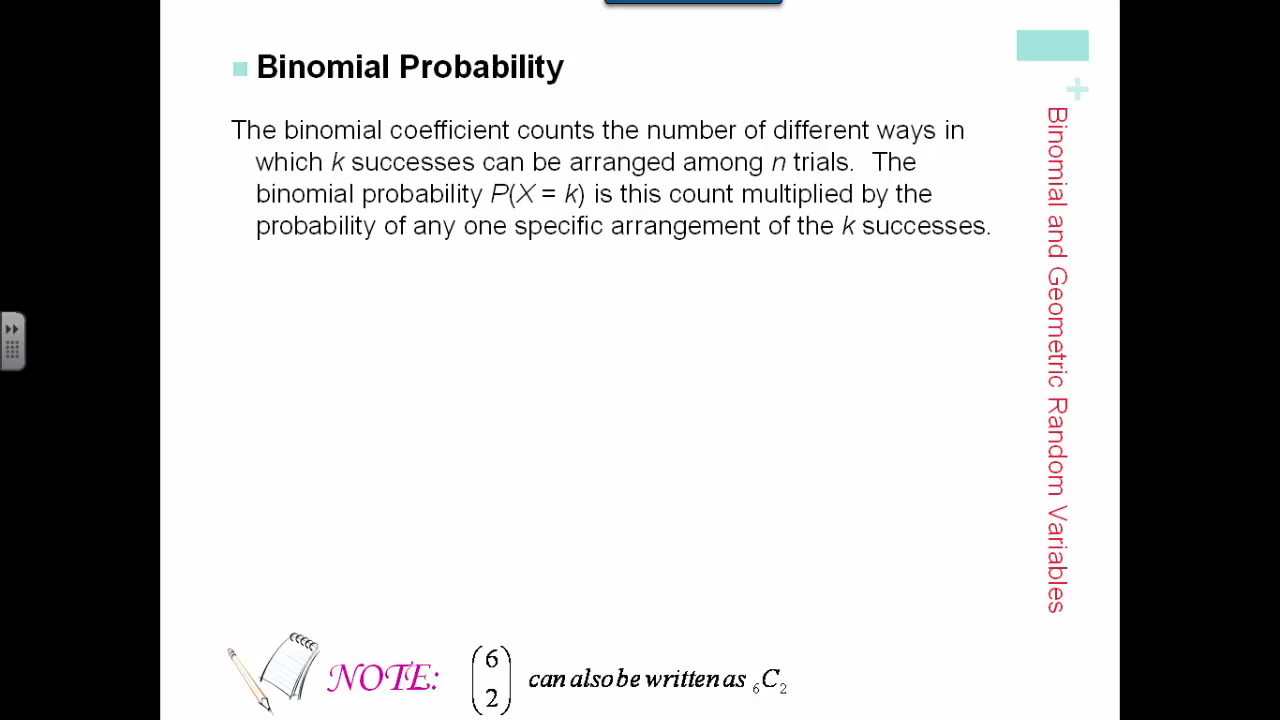 Binomial Probability
The binomial coefficient counts the number of different ways in
which k successes can be arranged among n trials. The
binomial probability P(X = k) is this count multiplied by the
probability of any one specific arrangement of the k successes.
+
Binomial and Geometric Random Variables
NOTE: (6 2) can also be written as ₆C₂